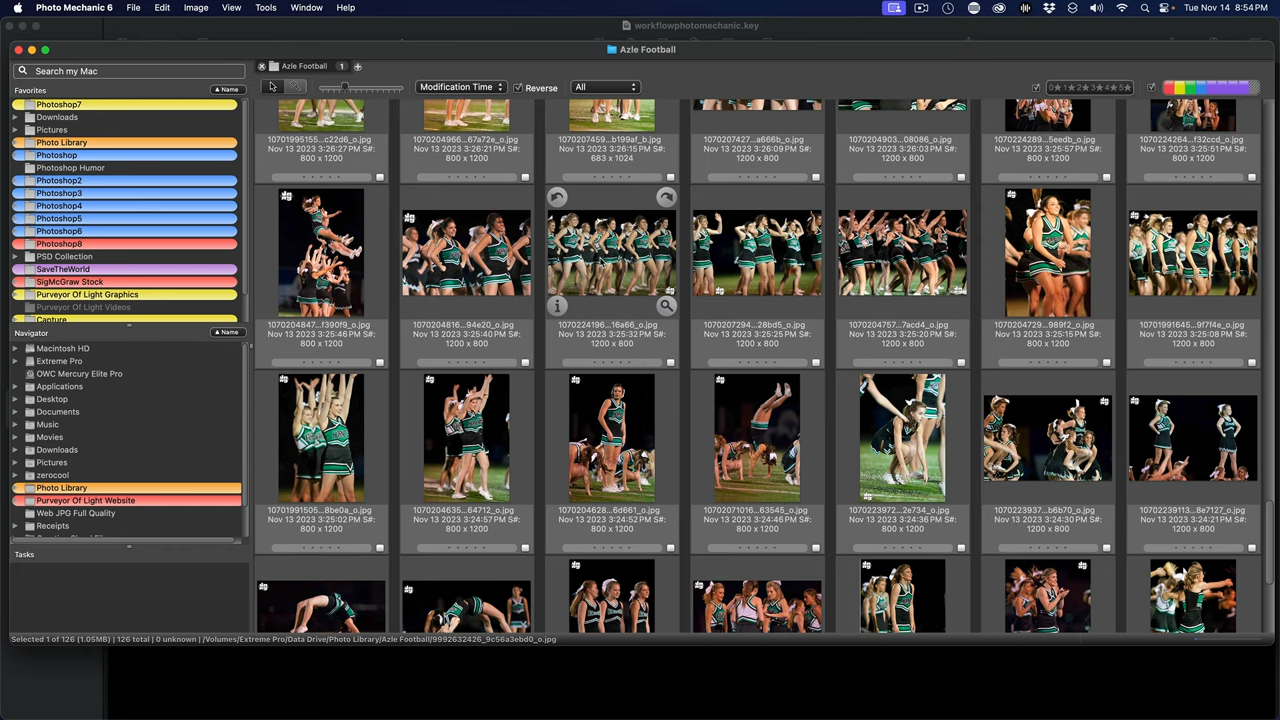 Photo Mechanic 6 File Edit Image View Tools Window Help Tue Nov 14 8:54 PM
workflowphotomechanic.key
Azle Football
Search my Mac
Azle Football 1
Modification Time Reverse All
0★1★2★3★4★5★
Favorites Name
Photoshop7
Downloads
Pictures
Photo Library
Photoshop
Photoshop Humor
Photoshop2
Photoshop3
Photoshop4
Photoshop5
Photoshop6
Photoshop8
PSD Collection
SaveTheWorld
SigMcGraw Stock
Purveyor Of Light Graphics
Purveyor Of Light Videos
Capture
Navigator Name
Macintosh HD
Extreme Pro
OWC Mercury Elite Pro
Applications
Desktop
Documents
Music
Movies
Downloads
Pictures
zerocool
Photo Library
Purveyor Of Light Website
Web JPG Full Quality
Receipts
Tasks
10701995155...c22d6_o.jpg 1070204966...67a72e_o.jpg 1070207459...b199af_b.jpg 1070207427...a666b_o.jpg 1070204903...08086_o.jpg 1070224289...5eedb_o.jpg 1070224264...f32ccd_o.jpg
Nov 13 2023 3:26:27 PM S#: Nov 13 2023 3:26:21 PM S#: Nov 13 2023 3:26:15 PM S#: Nov 13 2023 3:26:09 PM S#: Nov 13 2023 3:26:03 PM S#: Nov 13 2023 3:25:57 PM S#: Nov 13 2023 3:25:51 PM S#:
800 x 1200 800 x 1200 683 x 1024 1200 x 800 1200 x 800 800 x 1200 800 x 1200
1070204847...f390f9_o.jpg 1070204816...94e20_o.jpg 1070224196...16a66_o.jpg 1070207294...28bd5_o.jpg 1070204757...7acd4_o.jpg 1070204729...989f2_o.jpg 10701991645...9f7f4e_o.jpg
Nov 13 2023 3:25:46 PM S#: Nov 13 2023 3:25:40 PM S#: Nov 13 2023 3:25:32 PM S#: Nov 13 2023 3:25:25 PM S#: Nov 13 2023 3:25:20 PM S#: Nov 13 2023 3:25:15 PM S#: Nov 13 2023 3:25:08 PM S#:
800 x 1200 1200 x 800 1200 x 800 1200 x 800 1200 x 800 800 x 1200 1200 x 800
10701991505...8be0a_o.jpg 1070204635...64712_o.jpg 1070204628...6d661_o.jpg 10702071016...63545_o.jpg 1070223972...2e734_o.jpg 1070223937...b6b70_o.jpg 10702239113...8e7127_o.jpg
Nov 13 2023 3:25:02 PM S#: Nov 13 2023 3:24:57 PM S#: Nov 13 2023 3:24:52 PM S#: Nov 13 2023 3:24:46 PM S#: Nov 13 2023 3:24:40 PM S#: Nov 13 2023 3:24:30 PM S#: Nov 13 2023 3:24:21 PM S#:
800 x 1200 800 x 1200 800 x 1200 800 x 1200 800 x 1200 1200 x 800 1200 x 800
Selected 1 of 126 (1.05MB) | 126 total | 0 unknown | /Volumes/Extreme Pro/Data Drive/Photo Library/Azle Football/9992632426_9c56a3ebd0_o.jpg